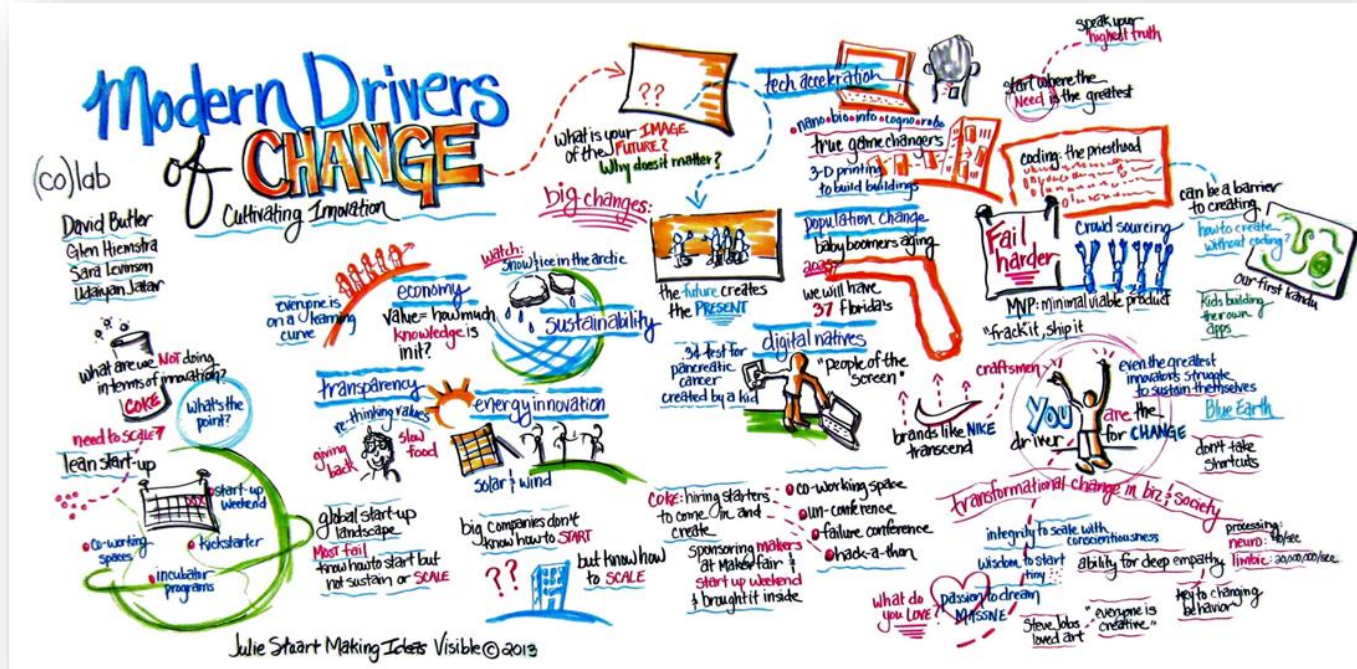 Modern Drivers
of CHANGE
Cultivating Innovation
(co)lab
David Butler
Glen Hiemstra
Sara Levinson
Udaiyan Jatar
??
what is your IMAGE
of the FUTURE?
Why does it matter?
big changes:
tech acceleration
nano•bio•info•cogno•robo
true game changers
3-D printing
to build buildings
speak your
highest truth
start where the
Need is the greatest
coding: the priesthood
can be a barrier
to creating
how to create
without coding?
our first kandy
Kids building
their own
apps
Fail
harder
crowd sourcing
MVP: minimal viable product
"frack it, ship it
population change
baby boomers aging
2025
we will have
37 Florida's
the future creates
the PRESENT
watch:
snow & ice in the arctic
sustainability
everyone is
on a learning
curve
economy
value = how much
knowledge is
in it?
what are we NOT doing
in terms of innovation?
COKE
what's the
point?
need to SCALE?
lean start-up
start-up
weekend
co-working
spaces
kickstarter
incubator
programs
transparency
re-thinking values
giving
back
slow
food
energy innovation
solar & wind
global start-up
landscape
Most fail
know how to start but
not sustain or SCALE
big companies don't
know how to START
??
but know how
to SCALE
digital natives
.3¢ test for
pancreatic
cancer
created by a kid
"people of the
screen"
brands like NIKE
transcend
craftsmen
YOU are the
driver for CHANGE
even the greatest
innovators struggle
to sustain themselves
Blue Earth
don't take
shortcuts
COKE: hiring starters
to come in and
create
co-working space
un-conference
failure conference
hack-a-thon
sponsoring makers
at Maker fair &
start up weekend
& brought it inside
transformational change in biz & society
integrity to scale with
conscientiousness
wisdom to start
tiny
ability for deep empathy
processing:
neuro: 40/sec
limbic: 20,000,000/sec
key to changing
behavior
what do
you LOVE?
passion to dream
MASSIVE
Steve Jobs
loved art
"everyone is
creative"
Julie Stuart Making Ideas Visible © 2013